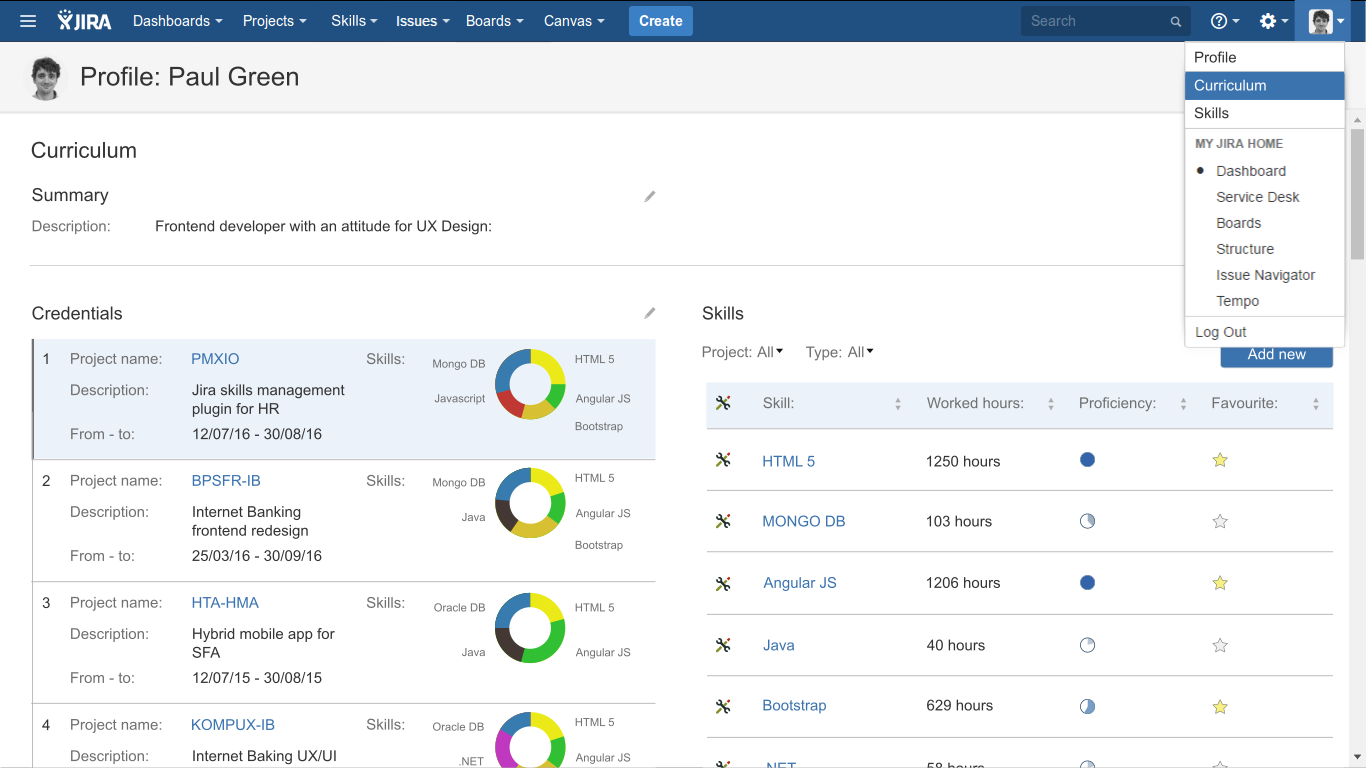 JIRA Dashboards Projects Skills Issues Boards Canvas Create Search
Profile: Paul Green
Profile
Curriculum
Skills
MY JIRA HOME
Dashboard
Service Desk
Boards
Structure
Issue Navigator
Tempo
Log Out
Curriculum
Summary
Description: Frontend developer with an attitude for UX Design:
Credentials
1 Project name: PMXIO Skills:
Description: Jira skills management
plugin for HR
From - to: 12/07/16 - 30/08/16
Mongo DB HTML 5
Javascript Angular JS
Bootstrap
2 Project name: BPSFR-IB Skills:
Description: Internet Banking
frontend redesign
From - to: 25/03/16 - 30/09/16
Mongo DB HTML 5
Java Angular JS
Bootstrap
3 Project name: HTA-HMA Skills:
Description: Hybrid mobile app for
SFA
From - to: 12/07/15 - 30/08/15
Oracle DB HTML 5
Java Angular JS
4 Project name: KOMPUX-IB Skills:
Description: Internet Baking UX/UI
Oracle DB HTML 5
.NET Angular JS
Skills
Project: All Type: All Add new
Skill: Worked hours: Proficiency: Favourite:
HTML 5 1250 hours
MONGO DB 103 hours
Angular JS 1206 hours
Java 40 hours
Bootstrap 629 hours
.NET 58 hours